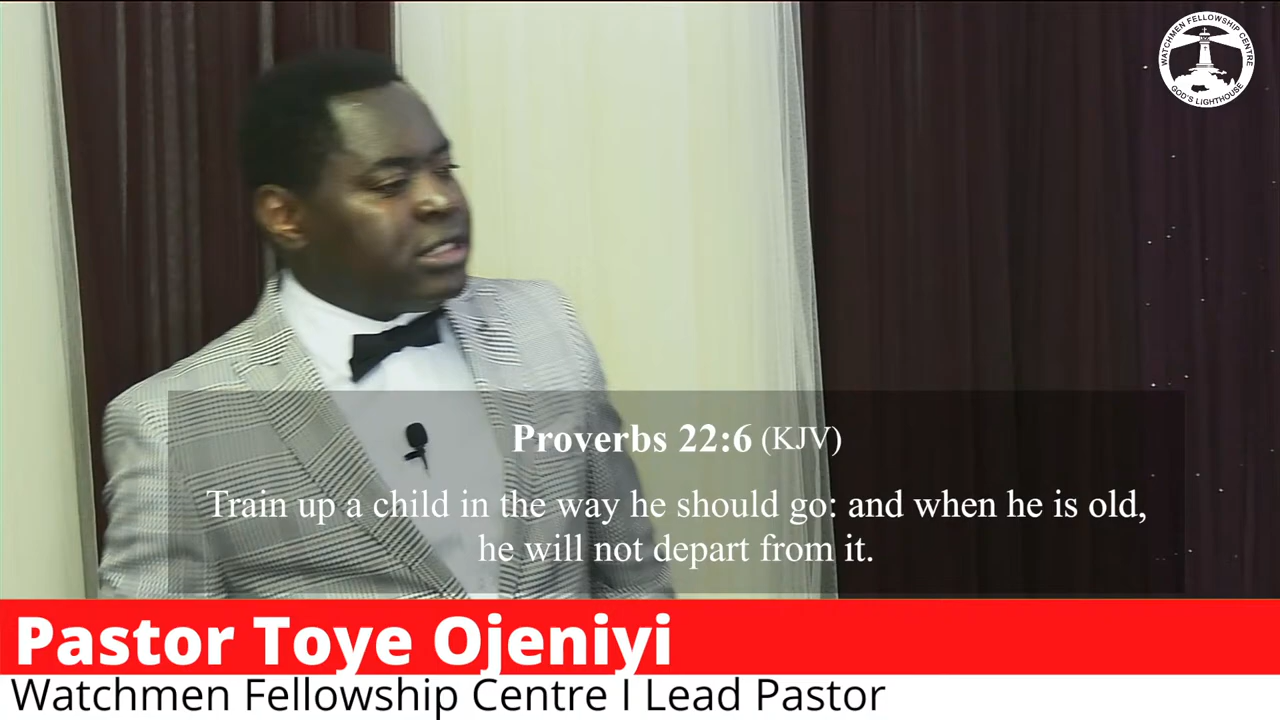 WATCHMEN FELLOWSHIP CENTRE
GOD'S LIGHTHOUSE
Proverbs 22:6 (KJV)
Train up a child in the way he should go: and when he is old,
he will not depart from it.
Pastor Toye Ojeniyi
Watchmen Fellowship Centre I Lead Pastor